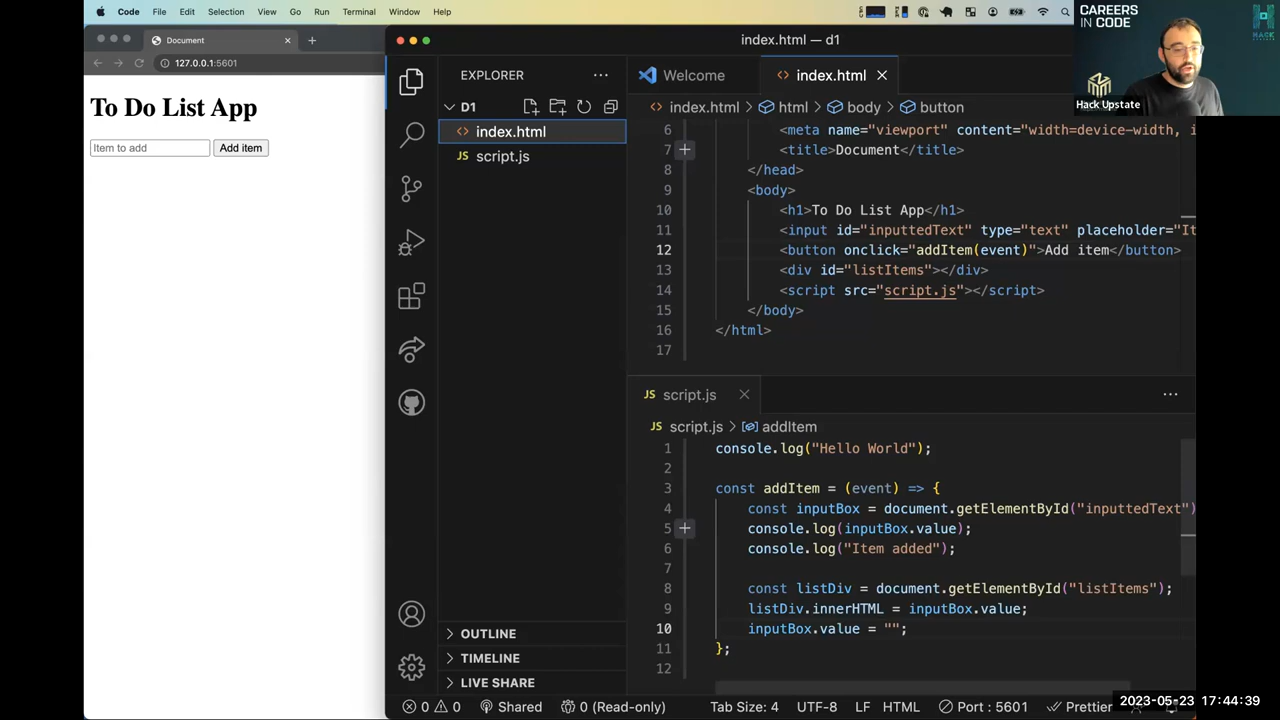 Code File Edit Selection View Go Run Terminal Window Help
CAREERS
IN CODE
HACK
UPSTATE
Hack Upstate
Document
127.0.0.1:5601
To Do List App
Item to add
Add item
index.html — d1
EXPLORER
D1
index.html
JS script.js
OUTLINE
TIMELINE
LIVE SHARE
Welcome
index.html
index.html > html > body > button
6 <meta name="viewport" content="width=device-width, i
7 <title>Document</title>
8 </head>
9 <body>
10 <h1>To Do List App</h1>
11 <input id="inputtedText" type="text" placeholder="It
12 <button onclick="addItem(event)">Add item</button>
13 <div id="listItems"></div>
14 <script src="script.js"></script>
15 </body>
16 </html>
17
JS script.js
JS script.js > addItem
1 console.log("Hello World");
2
3 const addItem = (event) => {
4 const inputBox = document.getElementById("inputtedText")
5 console.log(inputBox.value);
6 console.log("Item added");
7
8 const listDiv = document.getElementById("listItems");
9 listDiv.innerHTML = inputBox.value;
10 inputBox.value = "";
11 };
12
0 0 Shared 0 (Read-only) Tab Size: 4 UTF-8 LF HTML Port : 5601 Prettier
2023-05-23 17:44:39